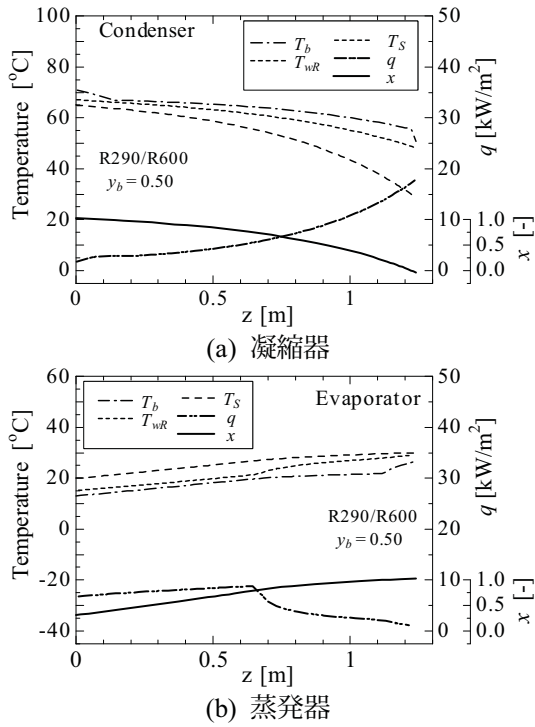 100
80
60
40
20
0
Temperature [°C]
Condenser
T_b
T_wR
T_S
q
x
R290/R600
y_b = 0.50
50
40
30
20
10
0
q [kW/m²]
1.0
0.5
0.0
x [-]
0
0.5
1
z [m]
(a) 凝縮器
60
40
20
0
-20
-40
Temperature [°C]
T_b
T_wR
T_S
q
x
Evaporator
R290/R600
y_b = 0.50
50
40
30
20
10
0
q [kW/m²]
1.0
0.5
0.0
x [-]
0
0.5
1
z [m]
(b) 蒸発器